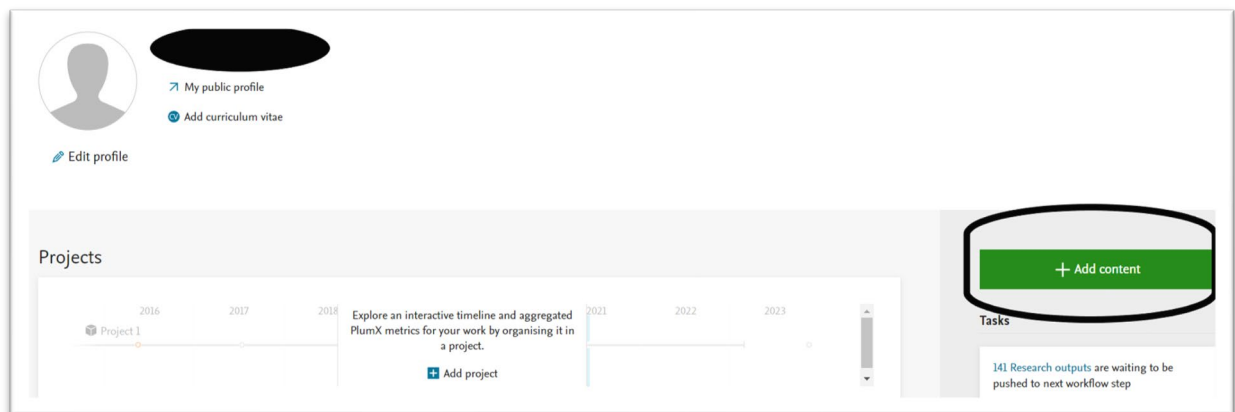 My public profile
CV Add curriculum vitae
Edit profile
Projects
+ Add content
2016 2017 2018 2021 2022 2023
Project 1
Explore an interactive timeline and aggregated
PlumX metrics for your work by organising it in
a project.
+ Add project
Tasks
141 Research outputs are waiting to be
pushed to next workflow step